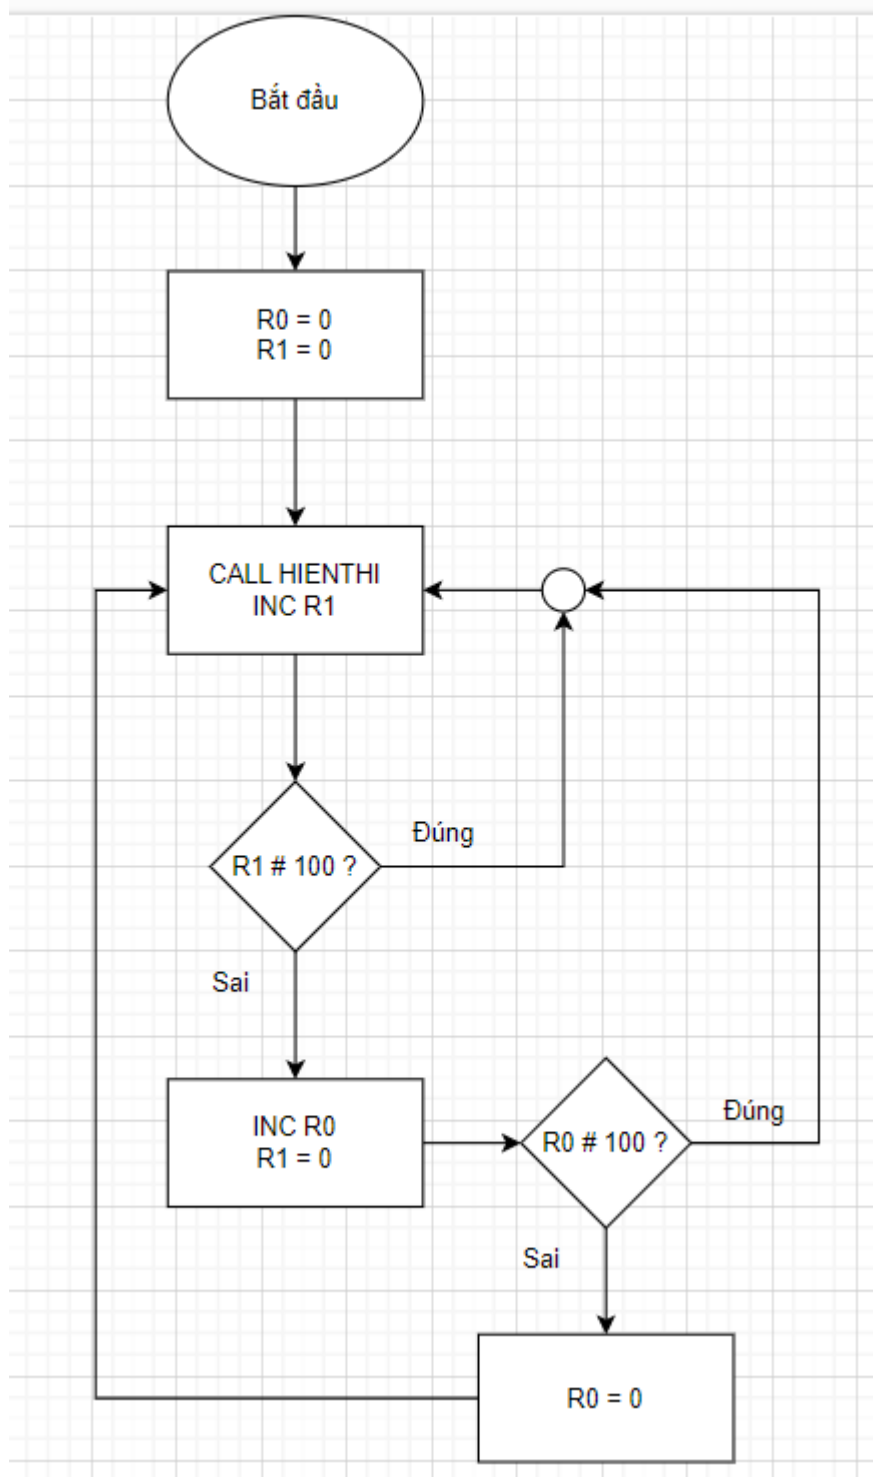 Bắt đầu
R0 = 0
R1 = 0
CALL HIENTHI
INC R1
R1 # 100 ?
Đúng
Sai
INC R0
R1 = 0
R0 # 100 ?
Đúng
Sai
R0 = 0